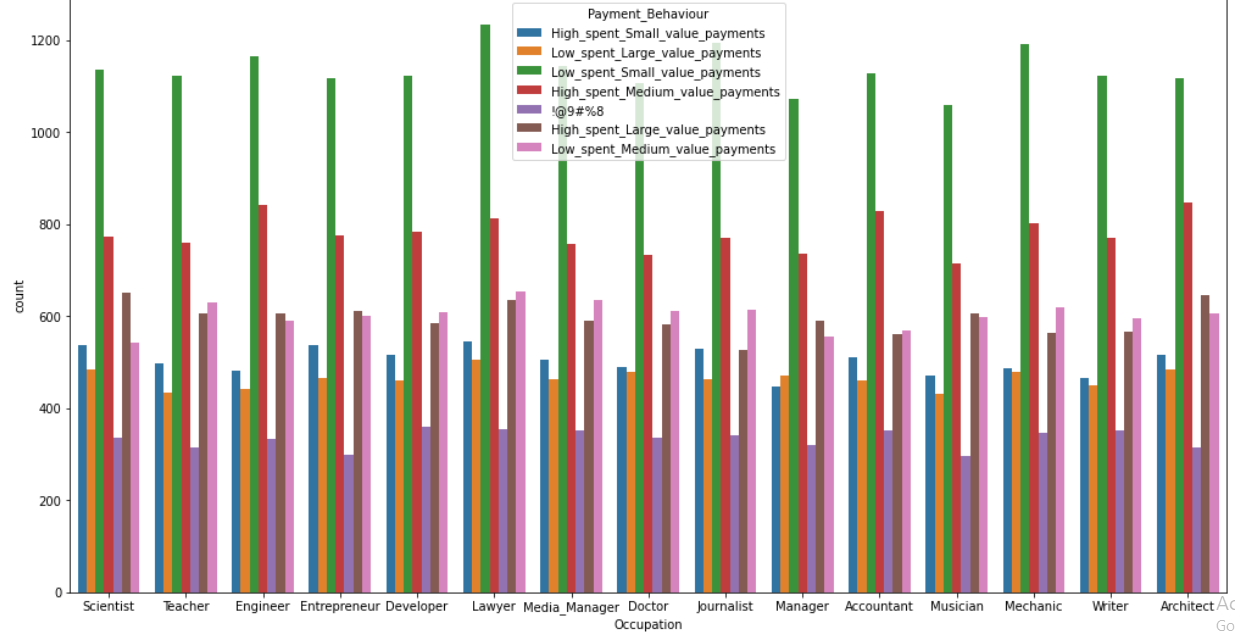 Payment_Behaviour
High_spent_Small_value_payments
Low_spent_Large_value_payments
Low_spent_Small_value_payments
High_spent_Medium_value_payments
!@9#%8
High_spent_Large_value_payments
Low_spent_Medium_value_payments
1200
1000
800
600
400
200
0
count
Scientist Teacher Engineer Entrepreneur Developer Lawyer Media_Manager Doctor Journalist Manager Accountant Musician Mechanic Writer Architect
Occupation